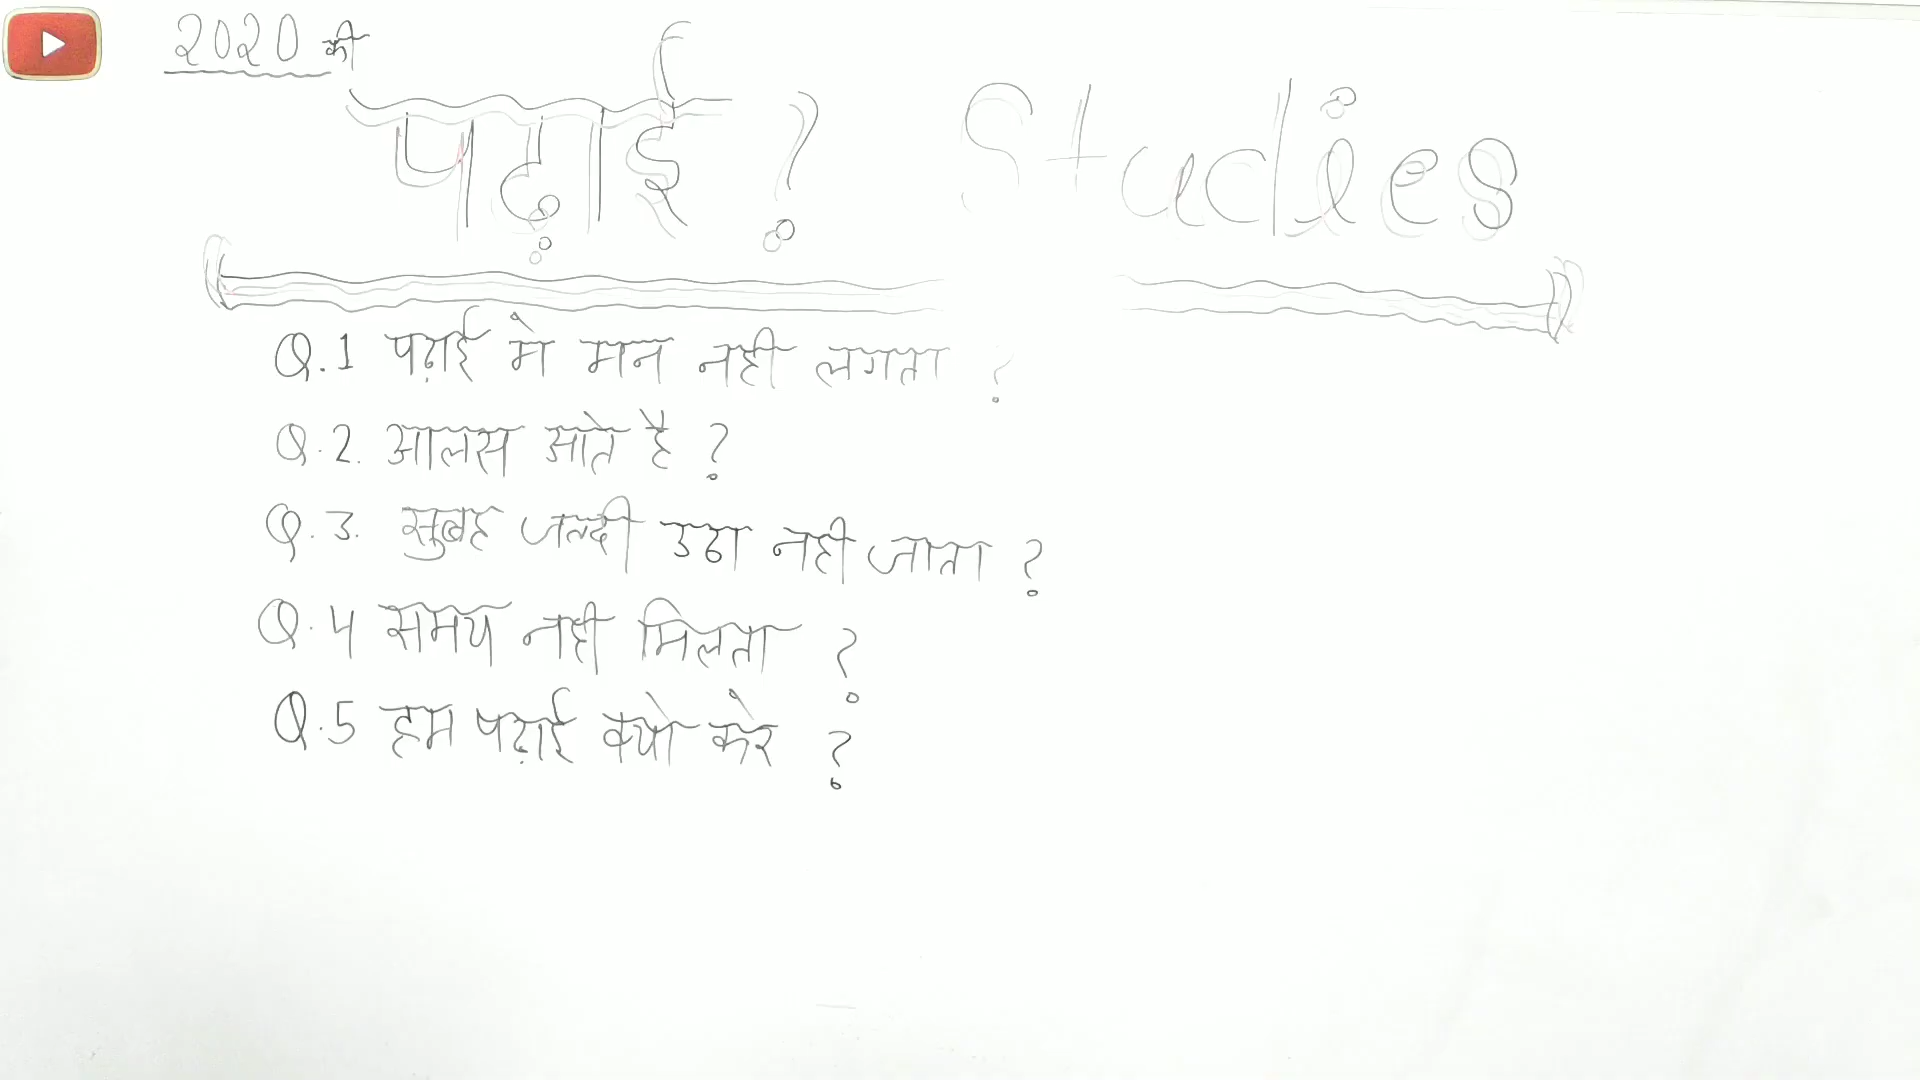 2020 की
पढ़ाई ? Studies
Q.1 पढ़ाई मे मन नही लगता ?
Q.2. आलस आते है ?
Q.3. सुबह जल्दी उठा नही जाता ?
Q.4 समय नही मिलता ?
Q.5 हम पढ़ाई क्यो करे ?